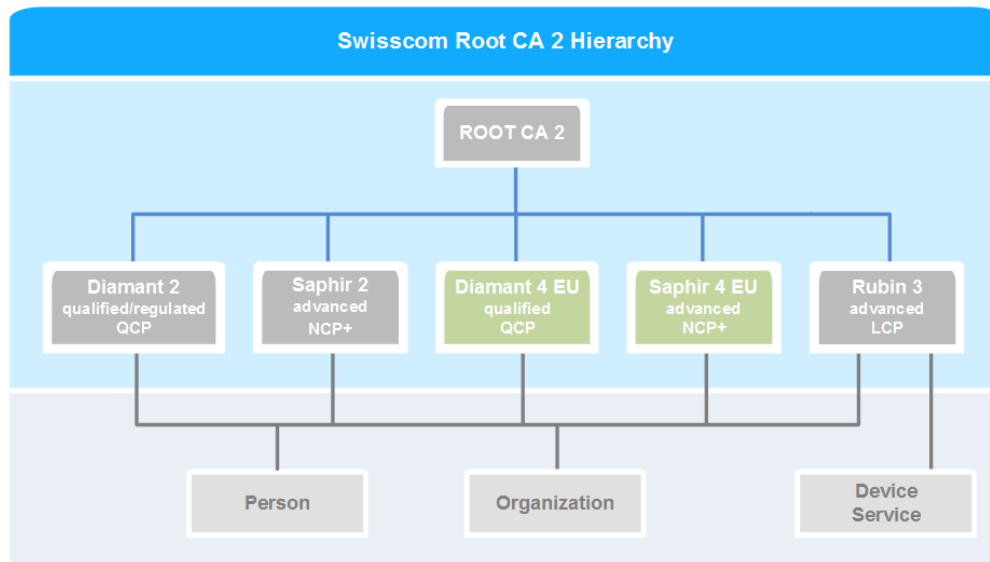 Swisscom Root CA 2 Hierarchy
ROOT CA 2
Diamant 2
qualified/regulated
QCP
Saphir 2
advanced
NCP+
Diamant 4 EU
qualified
QCP
Saphir 4 EU
advanced
NCP+
Rubin 3
advanced
LCP
Person
Organization
Device
Service